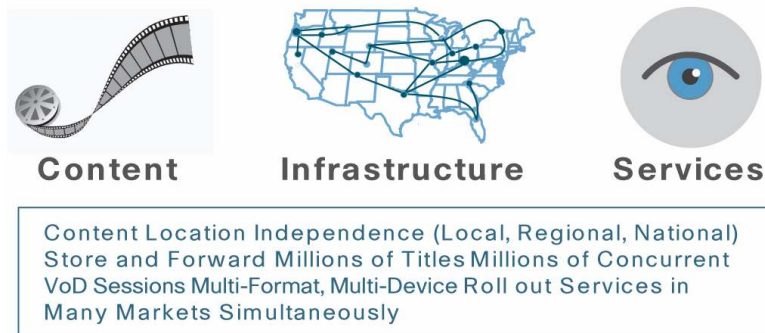 Content Infrastructure Services
Content Location Independence (Local, Regional, National)
Store and Forward Millions of Titles Millions of Concurrent
VoD Sessions Multi-Format, Multi-Device Roll out Services in
Many Markets Simultaneously